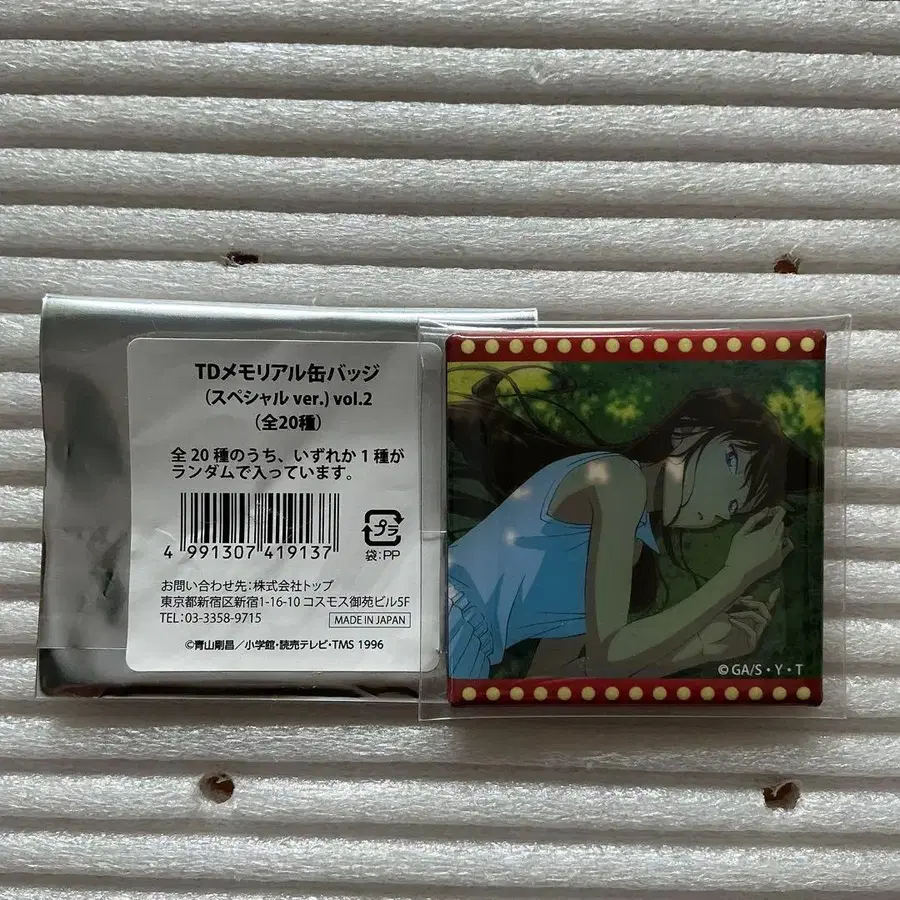 TDメモリアル缶バッジ
（スペシャル ver.) vol.2
（全20種）
全20種のうち、いずれか1種が
ランダムで入っています。
4 991307 419137
プラ
袋:PP
お問い合わせ先:株式会社トップ
東京都新宿区新宿1-16-10 コスモス御苑ビル5F
TEL:03-3358-9715
MADE IN JAPAN
©青山剛昌／小学館・読売テレビ・TMS 1996
©GA/S・Y・T